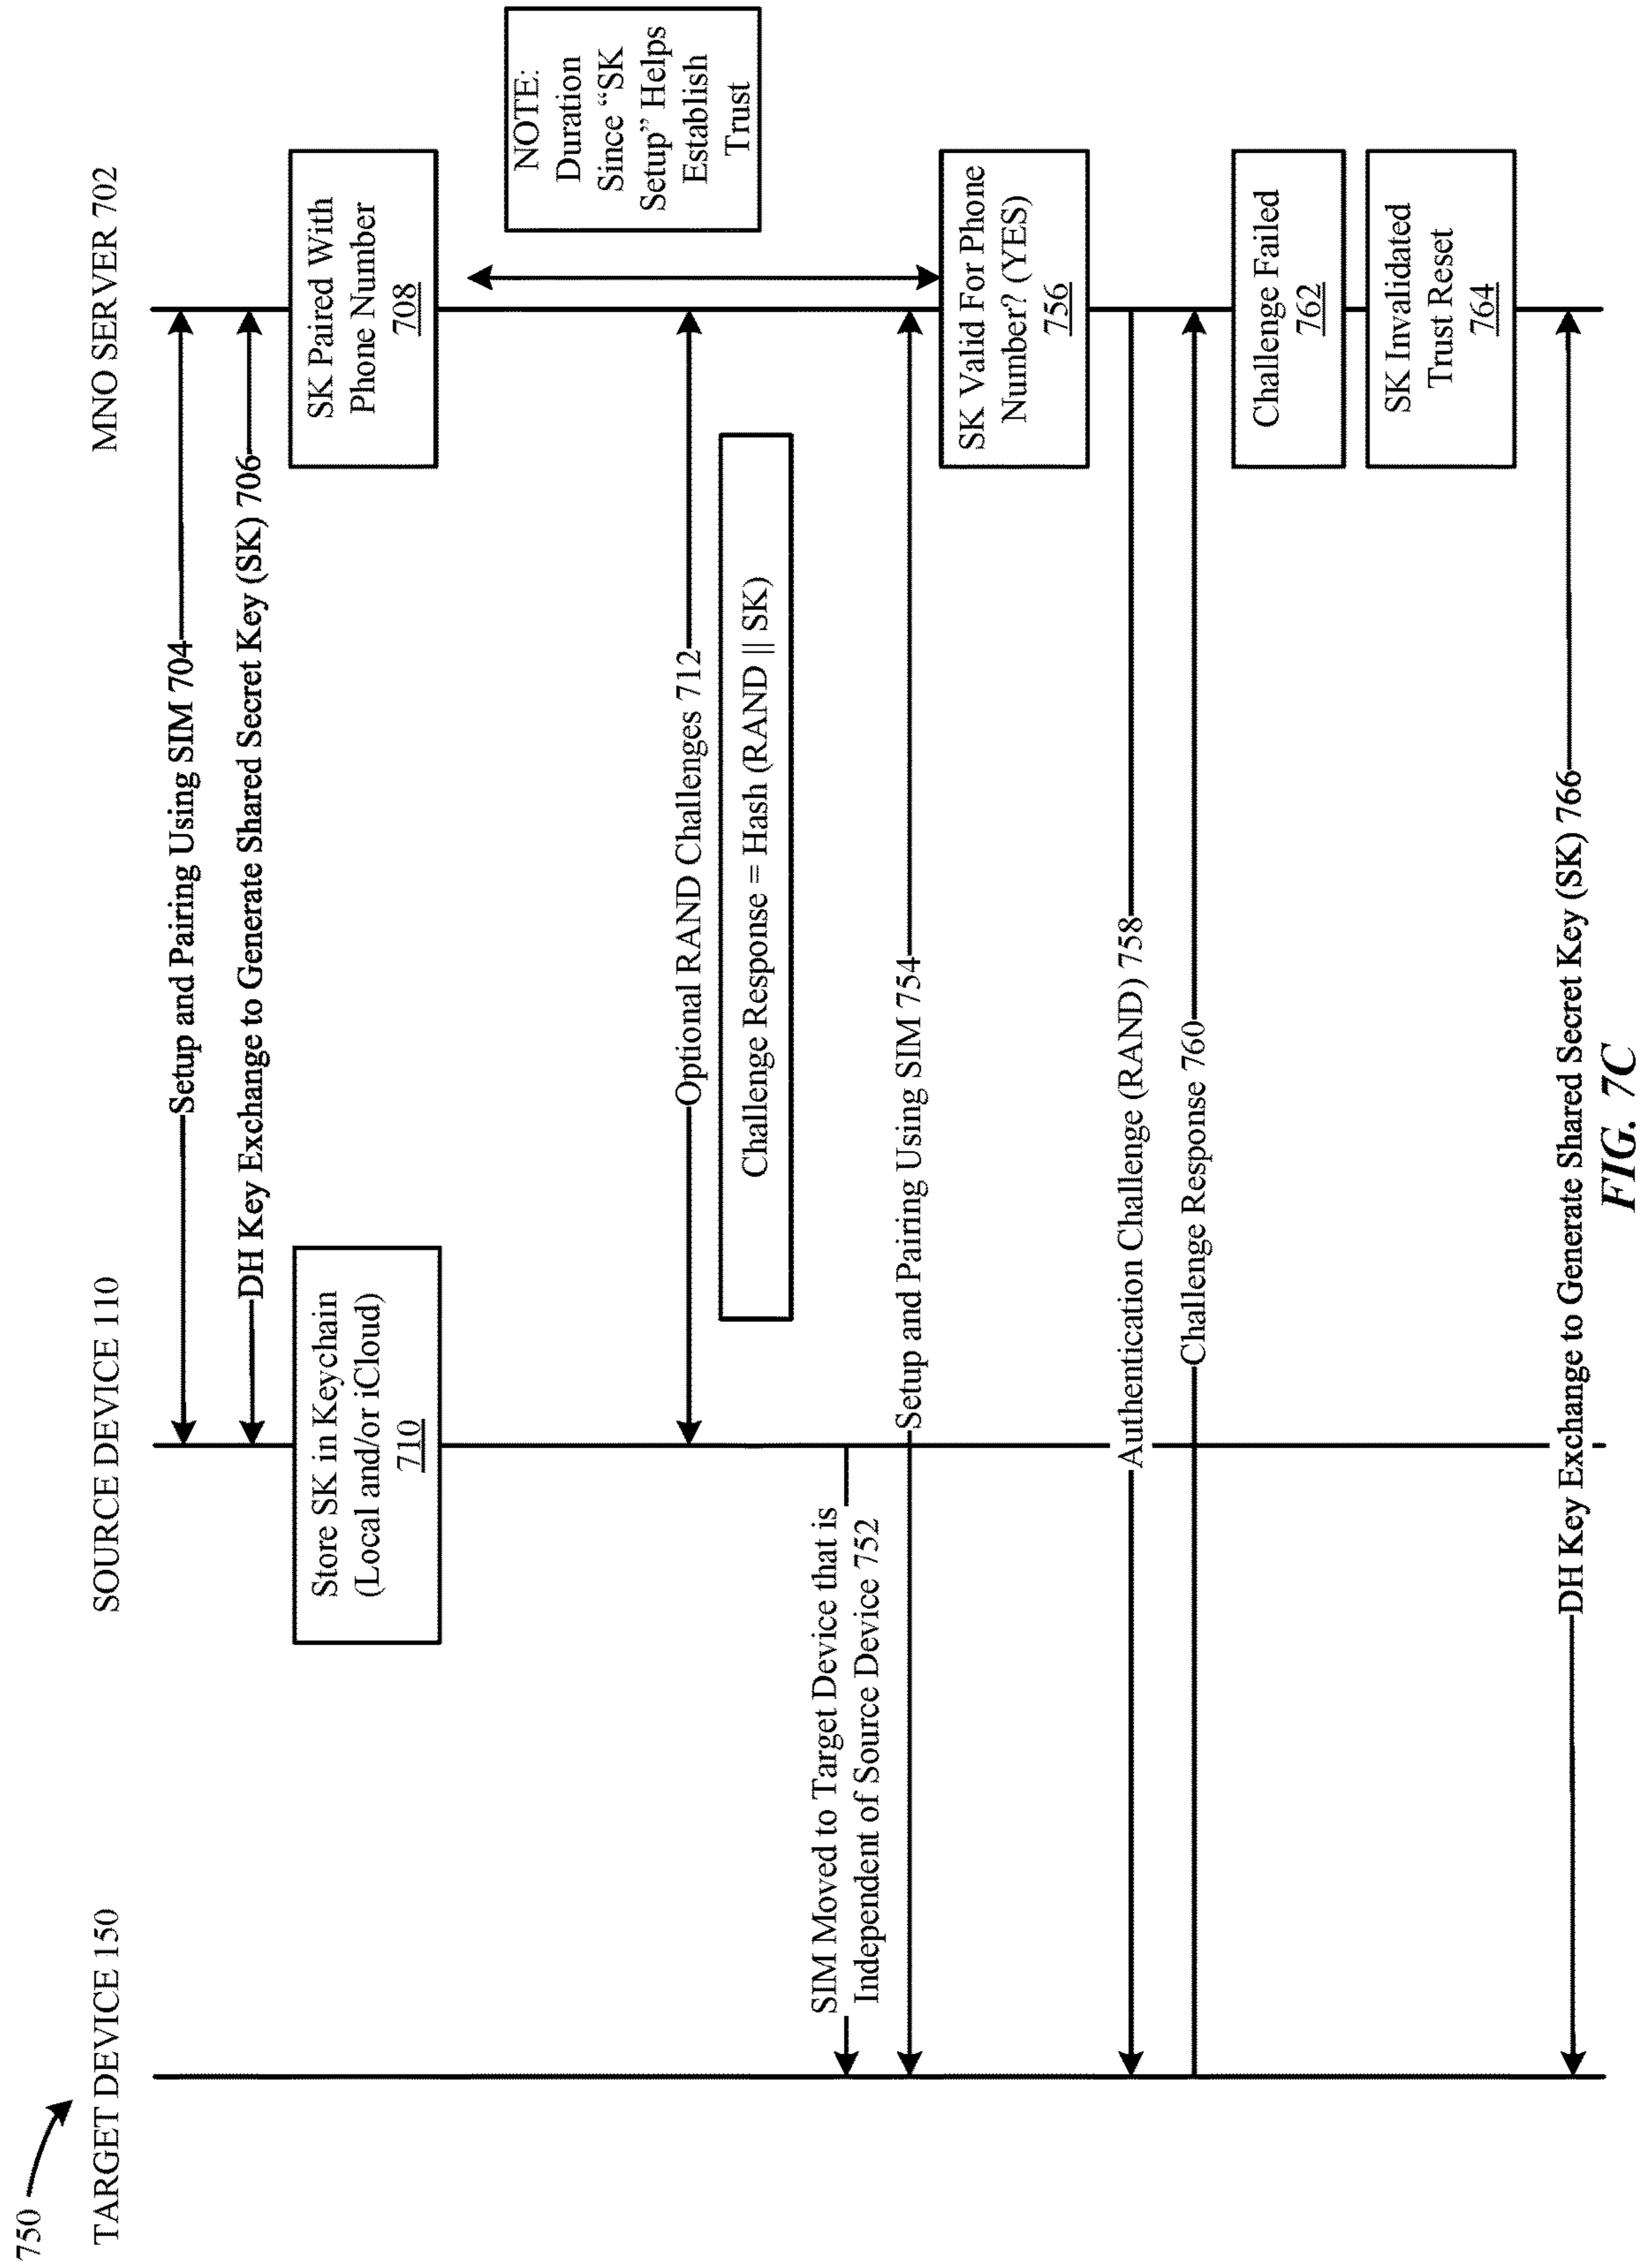 750
TARGET DEVICE 150
SOURCE DEVICE 110
MNO SERVER 702
Setup and Pairing Using SIM 704
DH Key Exchange to Generate Shared Secret Key (SK) 706
Store SK in Keychain
(Local and/or iCloud)
710
SK Paired With
Phone Number
708
NOTE:
Duration
Since “SK
Setup” Helps
Establish
Trust
Optional RAND Challenges 712
Challenge Response = Hash (RAND || SK)
SIM Moved to Target Device that is
Independent of Source Device 752
Setup and Pairing Using SIM 754
SK Valid For Phone
Number? (YES)
756
Authentication Challenge (RAND) 758
Challenge Response 760
Challenge Failed
762
SK Invalidated
Trust Reset
764
DH Key Exchange to Generate Shared Secret Key (SK) 766
FIG. 7C